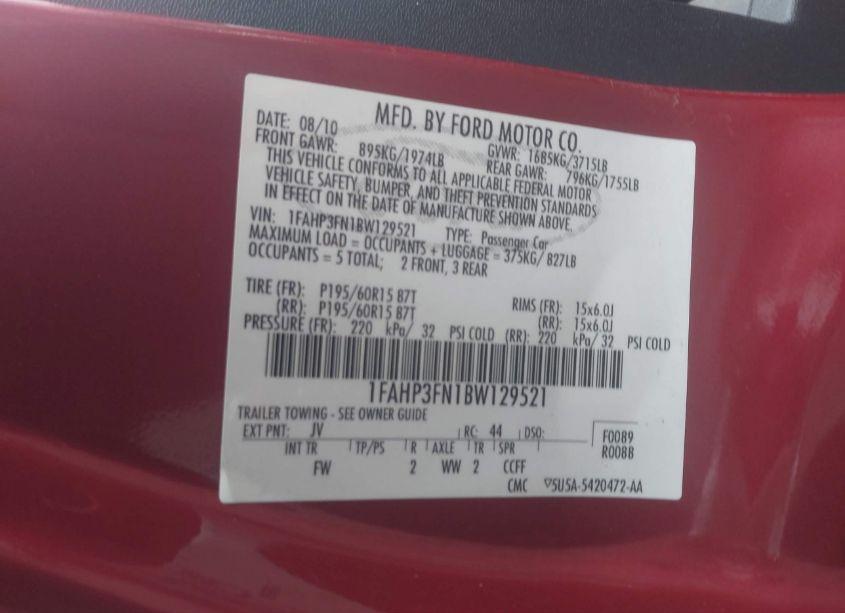 MFD. BY FORD MOTOR CO.
DATE: 08/10 GVWR: 1685KG/3715LB
FRONT GAWR: 895KG/1974LB REAR GAWR: 796KG/1755LB
THIS VEHICLE CONFORMS TO ALL APPLICABLE FEDERAL MOTOR
VEHICLE SAFETY, BUMPER, AND THEFT PREVENTION STANDARDS
IN EFFECT ON THE DATE OF MANUFACTURE SHOWN ABOVE.
VIN: 1FAHP3FN1BW129521 TYPE: Passenger Car
MAXIMUM LOAD = OCCUPANTS + LUGGAGE = 375KG/ 827LB
OCCUPANTS = 5 TOTAL; 2 FRONT, 3 REAR
TIRE (FR): P195/60R15 87T RIMS (FR): 15x6.0J
(RR): P195/60R15 87T (RR): 15x6.0J
PRESSURE (FR): 220 kPa/ 32 PSI COLD (RR): 220 kPa/ 32 PSI COLD
1FAHP3FN1BW129521
TRAILER TOWING - SEE OWNER GUIDE
EXT PNT: JV RC: 44 DSO: F0089
INT TR TP/PS R AXLE TR SPR R0088
FW 2 WW 2 CCFF
CMC 5U5A-5420472-AA